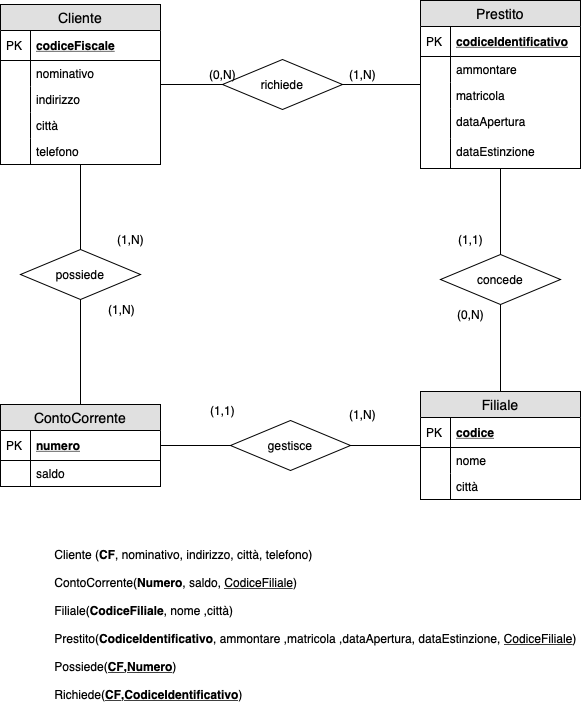 Cliente
PK codiceFiscale
nominativo
indirizzo
città
telefono
(0,N)
richiede
(1,N)
Prestito
PK codiceIdentificativo
ammontare
matricola
dataApertura
dataEstinzione
(1,N)
possiede
(1,N)
(1,1)
concede
(0,N)
ContoCorrente
PK numero
saldo
(1,1)
gestisce
(1,N)
Filiale
PK codice
nome
città
Cliente (CF, nominativo, indirizzo, città, telefono)
ContoCorrente(Numero, saldo, CodiceFiliale)
Filiale(CodiceFiliale, nome ,città)
Prestito(CodiceIdentificativo, ammontare ,matricola ,dataApertura, dataEstinzione, CodiceFiliale)
Possiede(CF,Numero)
Richiede(CF,CodiceIdentificativo)